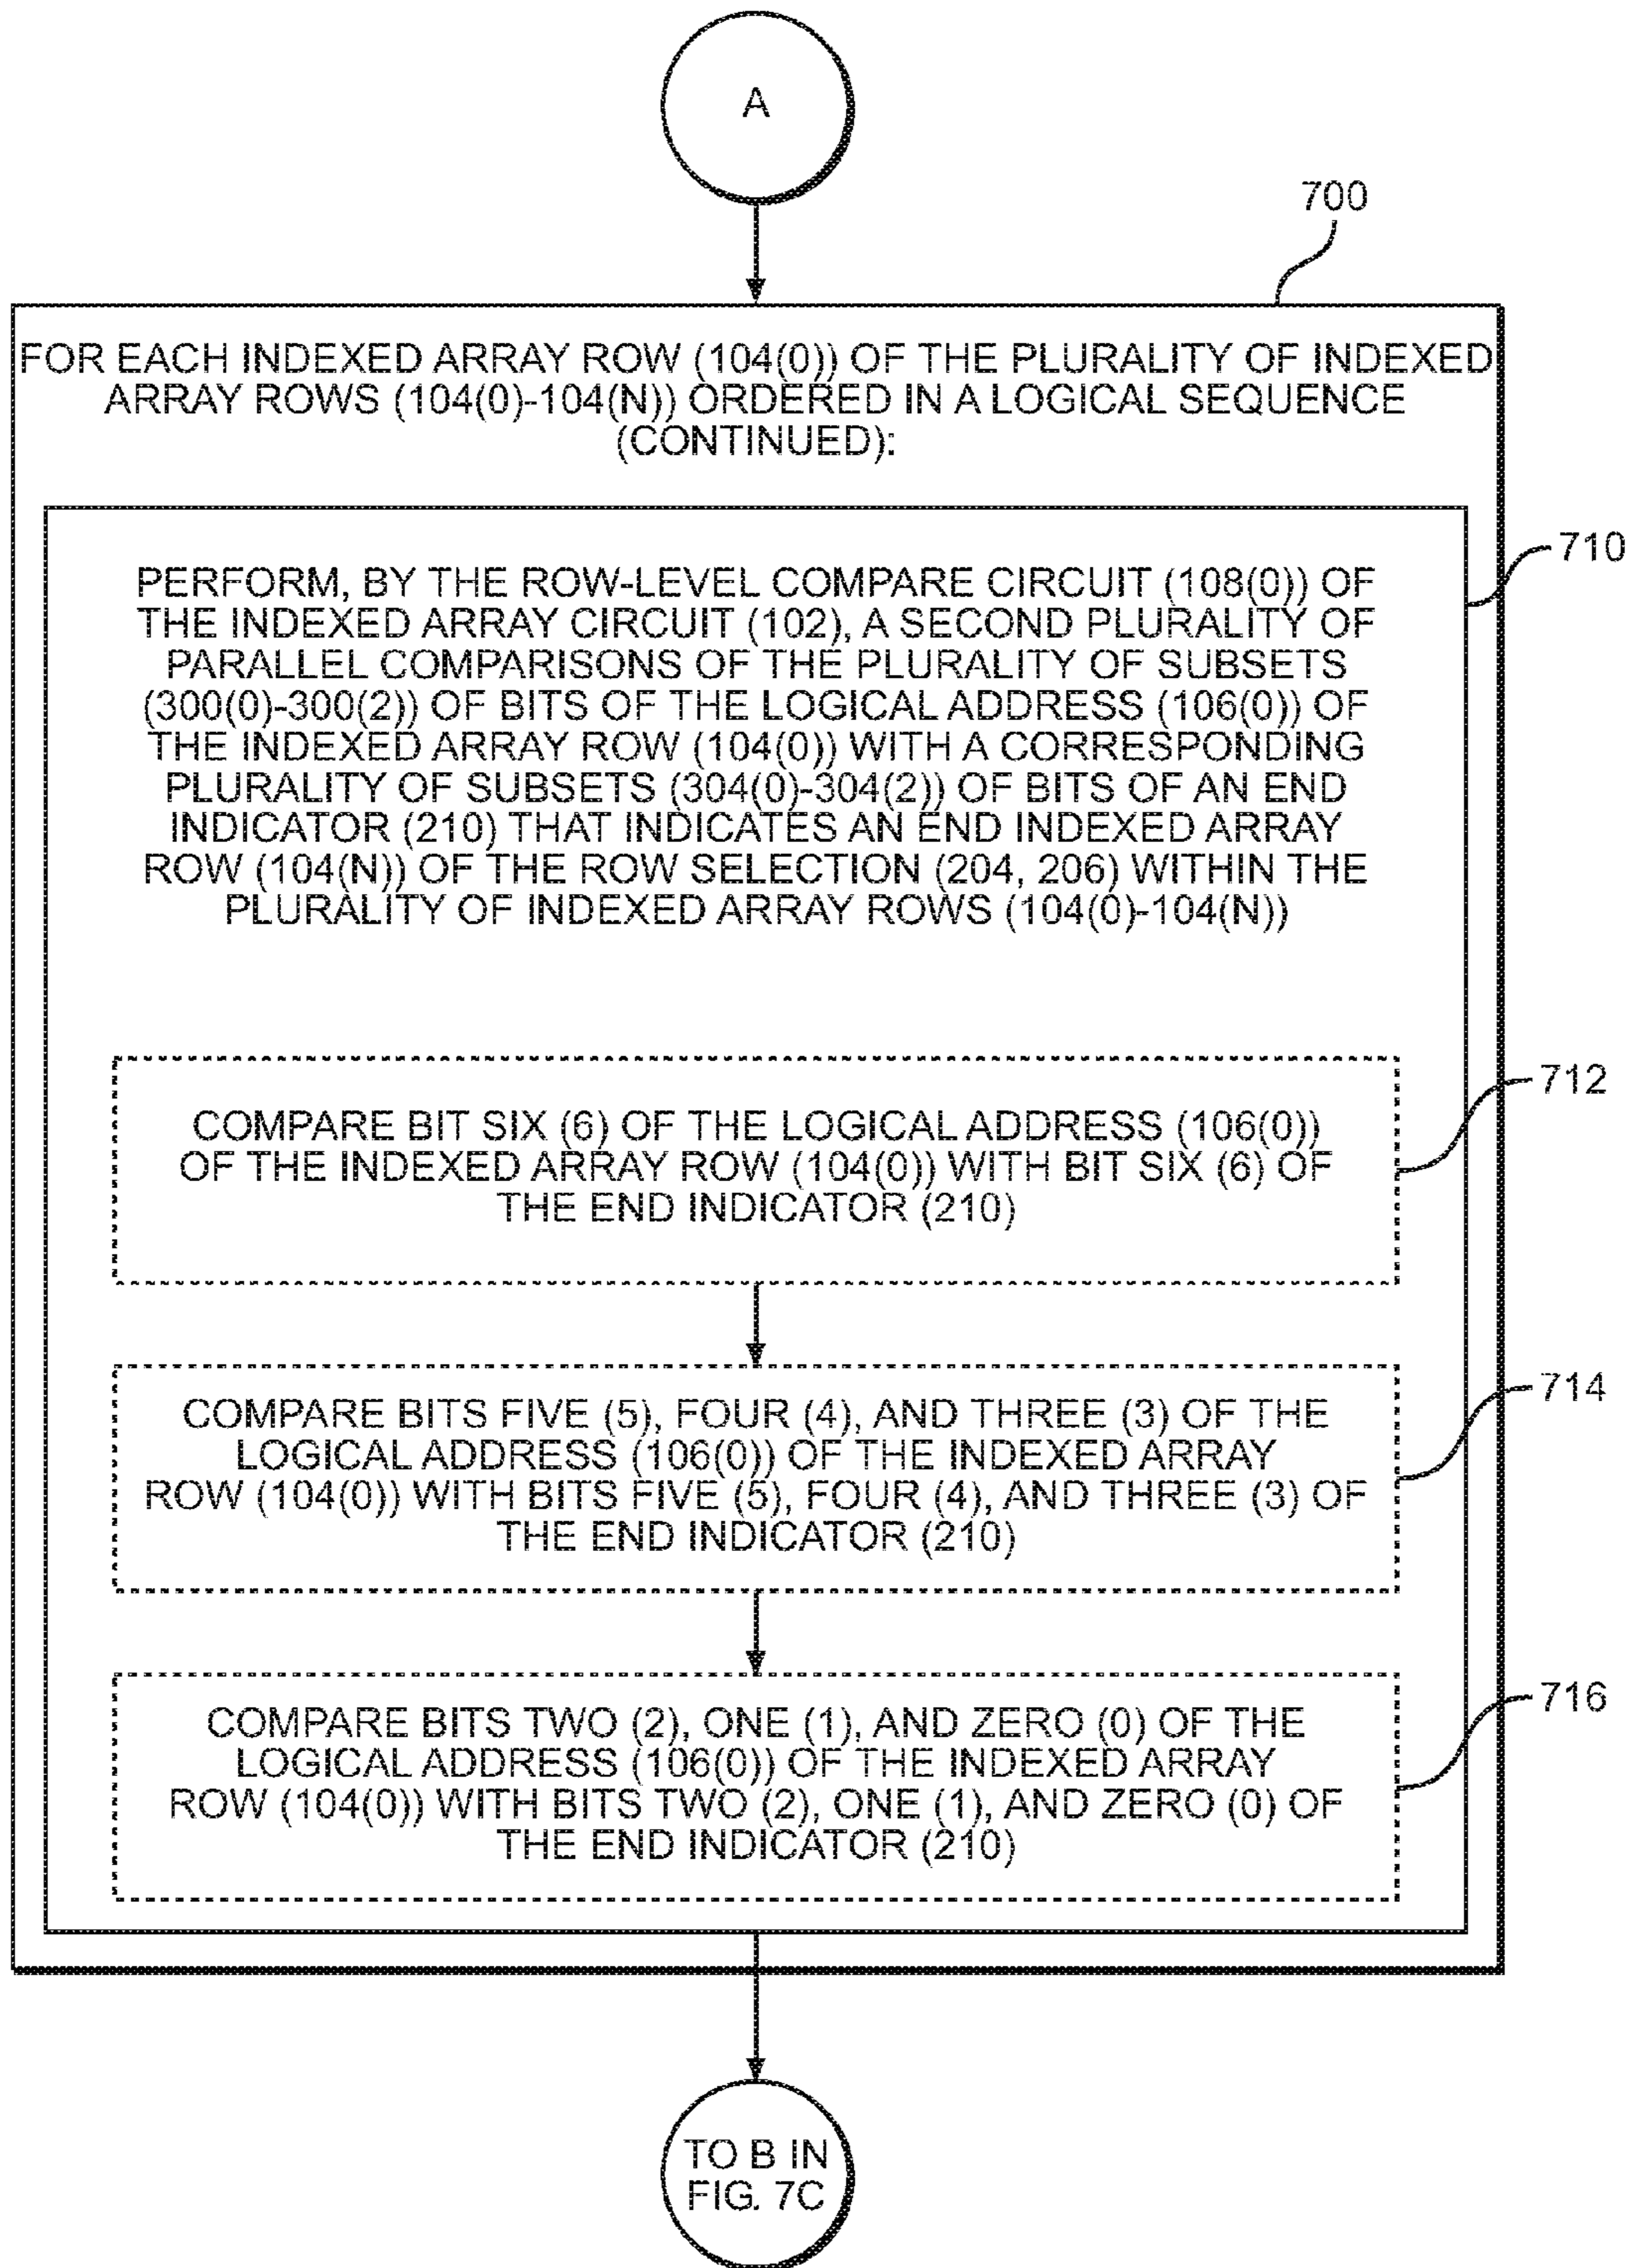 A
700
FOR EACH INDEXED ARRAY ROW (104(0)) OF THE PLURALITY OF INDEXED
ARRAY ROWS (104(0)-104(N)) ORDERED IN A LOGICAL SEQUENCE
(CONTINUED):
710
PERFORM, BY THE ROW-LEVEL COMPARE CIRCUIT (108(0)) OF
THE INDEXED ARRAY CIRCUIT (102), A SECOND PLURALITY OF
PARALLEL COMPARISONS OF THE PLURALITY OF SUBSETS
(300(0)-300(2)) OF BITS OF THE LOGICAL ADDRESS (106(0)) OF
THE INDEXED ARRAY ROW (104(0)) WITH A CORRESPONDING
PLURALITY OF SUBSETS (304(0)-304(2)) OF BITS OF AN END
INDICATOR (210) THAT INDICATES AN END INDEXED ARRAY
ROW (104(N)) OF THE ROW SELECTION (204, 206) WITHIN THE
PLURALITY OF INDEXED ARRAY ROWS (104(0)-104(N))
712
COMPARE BIT SIX (6) OF THE LOGICAL ADDRESS (106(0))
OF THE INDEXED ARRAY ROW (104(0)) WITH BIT SIX (6) OF
THE END INDICATOR (210)
714
COMPARE BITS FIVE (5), FOUR (4), AND THREE (3) OF THE
LOGICAL ADDRESS (106(0)) OF THE INDEXED ARRAY
ROW (104(0)) WITH BITS FIVE (5), FOUR (4), AND THREE (3) OF
THE END INDICATOR (210)
716
COMPARE BITS TWO (2), ONE (1), AND ZERO (0) OF THE
LOGICAL ADDRESS (106(0)) OF THE INDEXED ARRAY
ROW (104(0)) WITH BITS TWO (2), ONE (1), AND ZERO (0) OF
THE END INDICATOR (210)
TO B IN
FIG. 7C